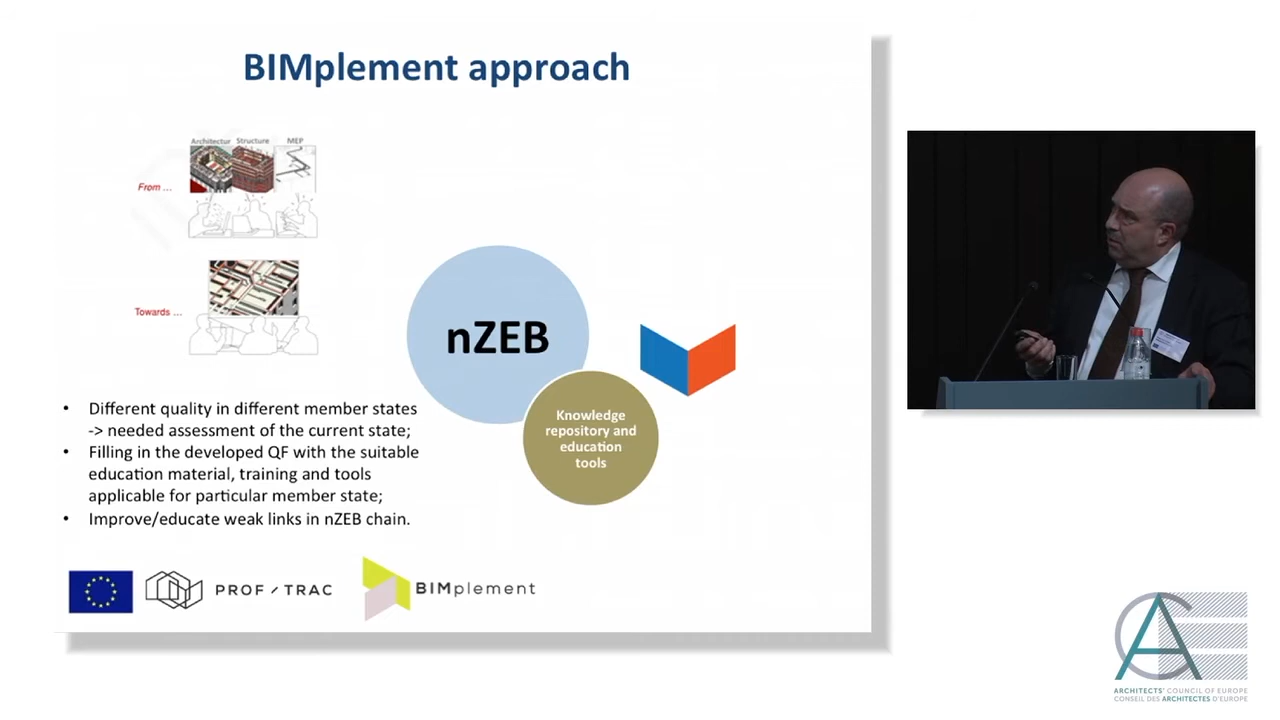 BIMplement approach
Architectur Structure MEP
From ...
Towards ...
nZEB
Knowledge
repository and
education
tools
• Different quality in different member states
-> needed assessment of the current state;
• Filling in the developed QF with the suitable
education material, training and tools
applicable for particular member state;
• Improve/educate weak links in nZEB chain.
PROF / TRAC
BIMplement
ACE
ARCHITECTS' COUNCIL OF EUROPE
CONSEIL DES ARCHITECTES D'EUROPE